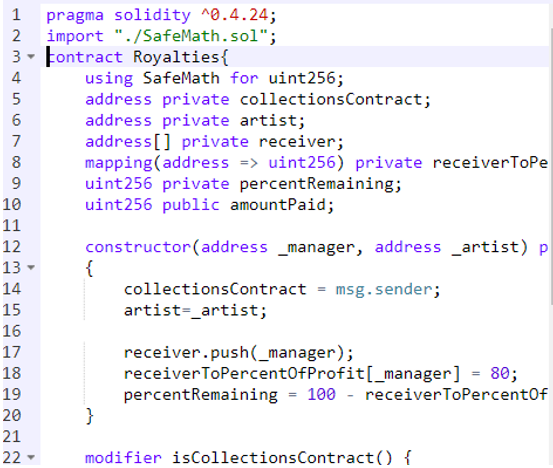 1 pragma solidity ^0.4.24;
2 import "./SafeMath.sol";
3 contract Royalties{
4 using SafeMath for uint256;
5 address private collectionsContract;
6 address private artist;
7 address[] private receiver;
8 mapping(address => uint256) private receiverToPe
9 uint256 private percentRemaining;
10 uint256 public amountPaid;
11
12 constructor(address _manager, address _artist) p
13 {
14 collectionsContract = msg.sender;
15 artist=_artist;
16
17 receiver.push(_manager);
18 receiverToPercentOfProfit[_manager] = 80;
19 percentRemaining = 100 - receiverToPercentOf
20 }
21
22 modifier isCollectionsContract() {